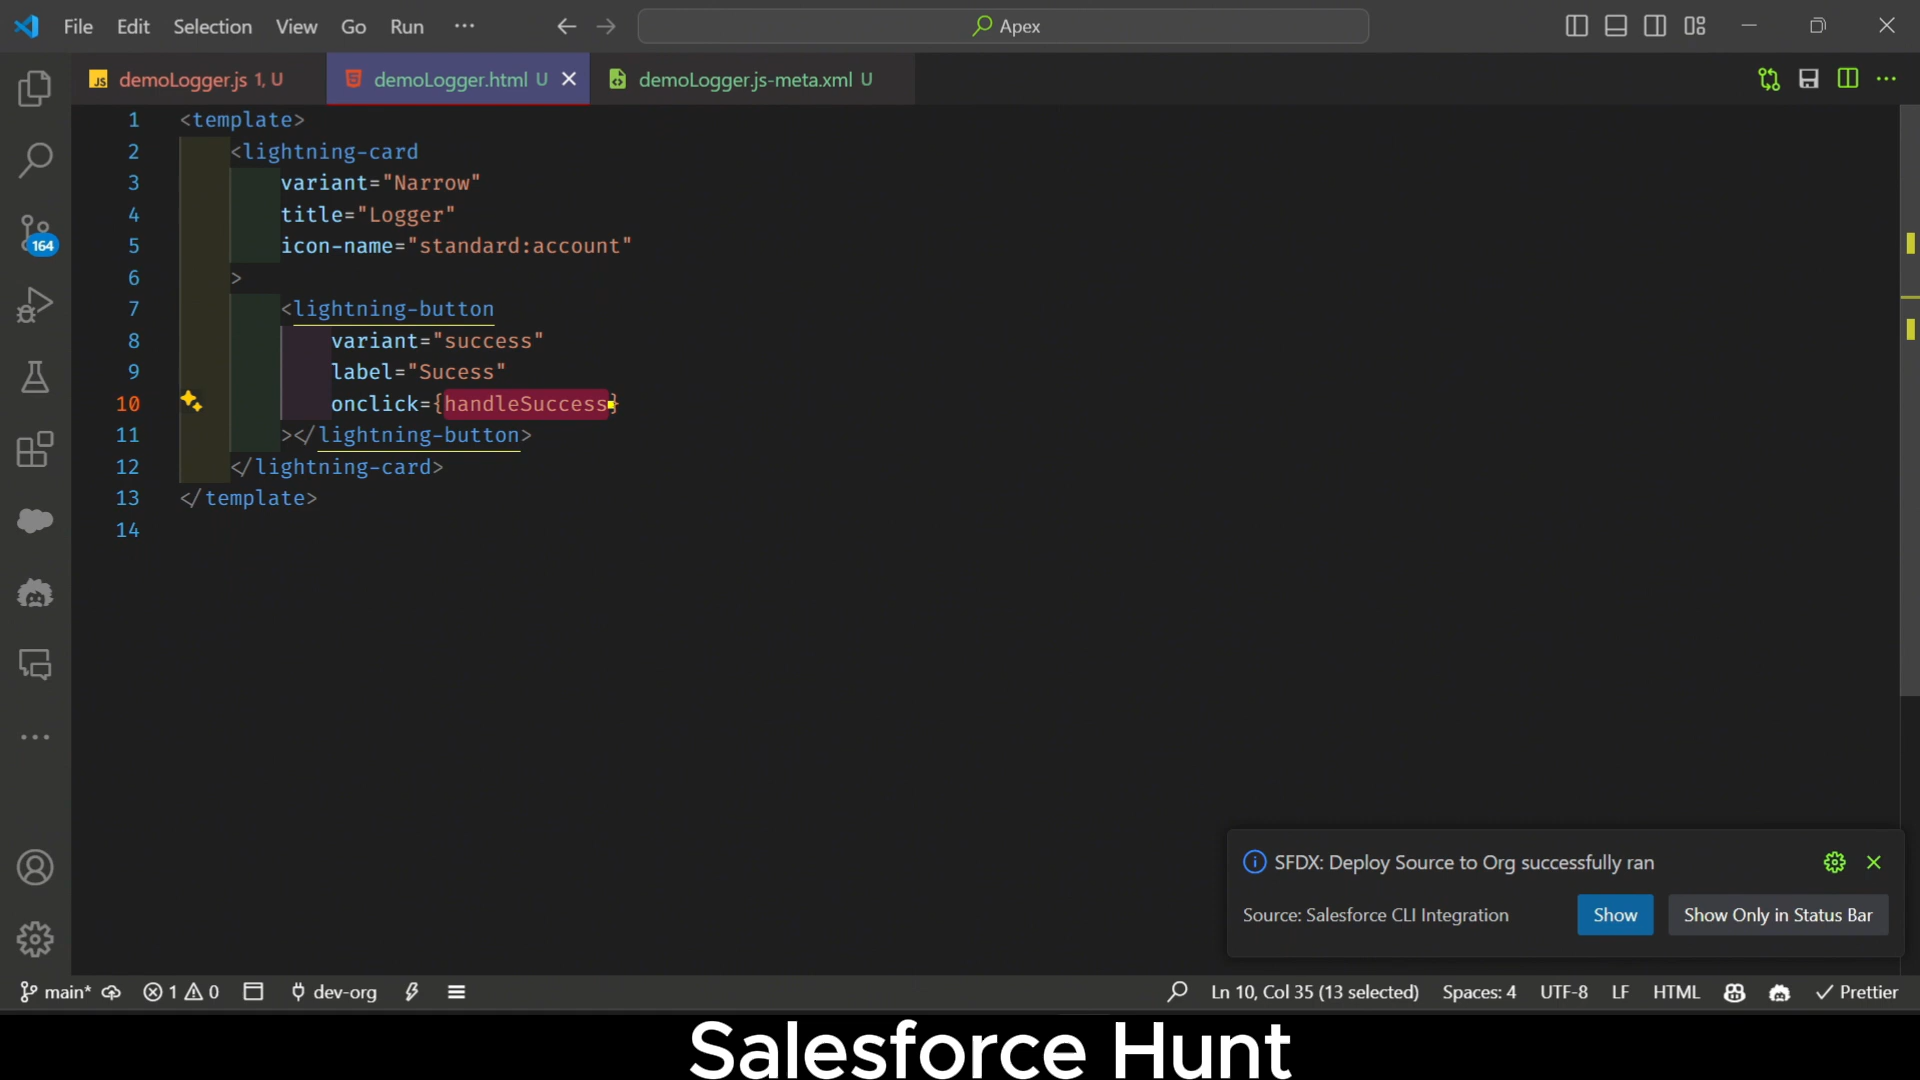 File Edit Selection View Go Run ··· Apex
demoLogger.js 1, U demoLogger.html U demoLogger.js-meta.xml U
1 <template>
2 <lightning-card
3 variant="Narrow"
4 title="Logger"
5 icon-name="standard:account"
6 >
7 <lightning-button
8 variant="success"
9 label="Sucess"
10 onclick={handleSuccess}
11 ></lightning-button>
12 </lightning-card>
13 </template>
14
164
SFDX: Deploy Source to Org successfully ran
Source: Salesforce CLI Integration Show Show Only in Status Bar
main* 1 0 dev-org Ln 10, Col 35 (13 selected) Spaces: 4 UTF-8 LF HTML Prettier
Salesforce Hunt